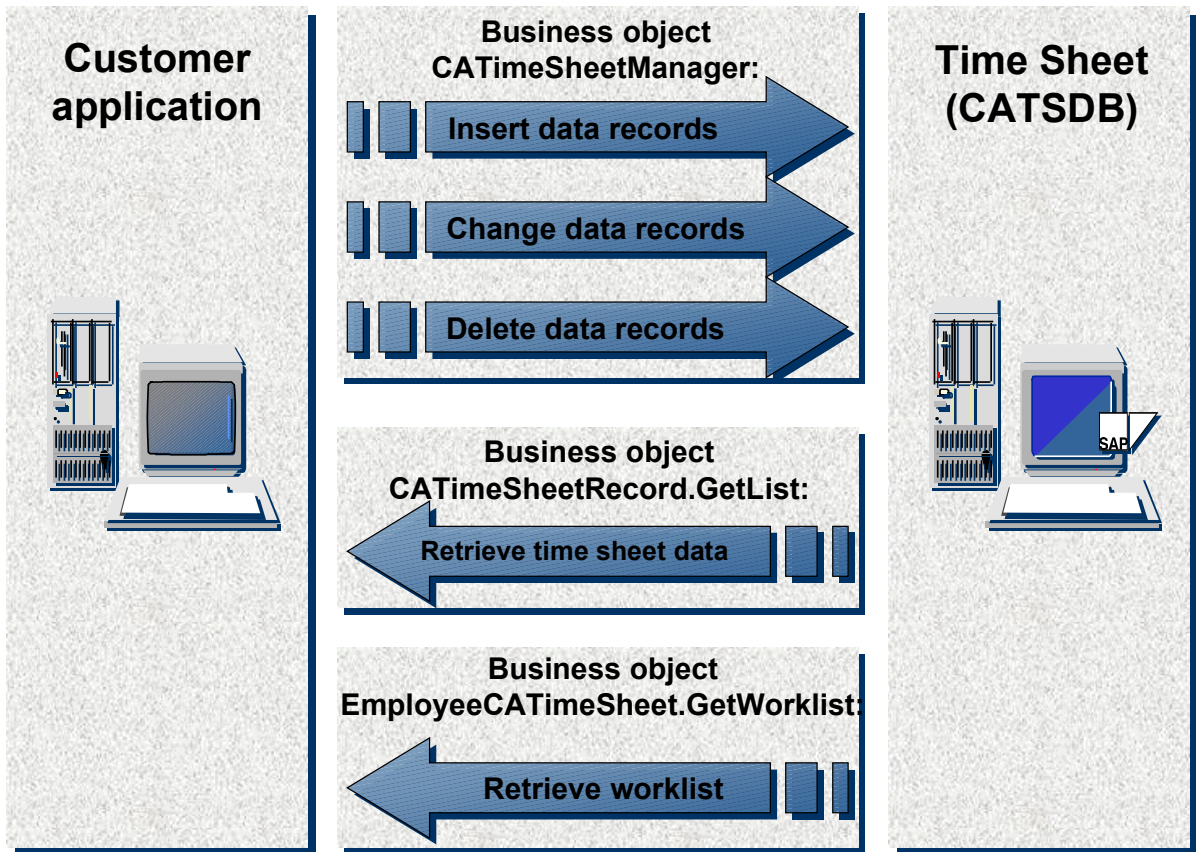 Customer
application
Business object
CATimeSheetManager:
Insert data records
Change data records
Delete data records
Business object
CATimeSheetRecord.GetList:
Retrieve time sheet data
Business object
EmployeeCATimeSheet.GetWorklist:
Retrieve worklist
Time Sheet
(CATSDB)
SAP